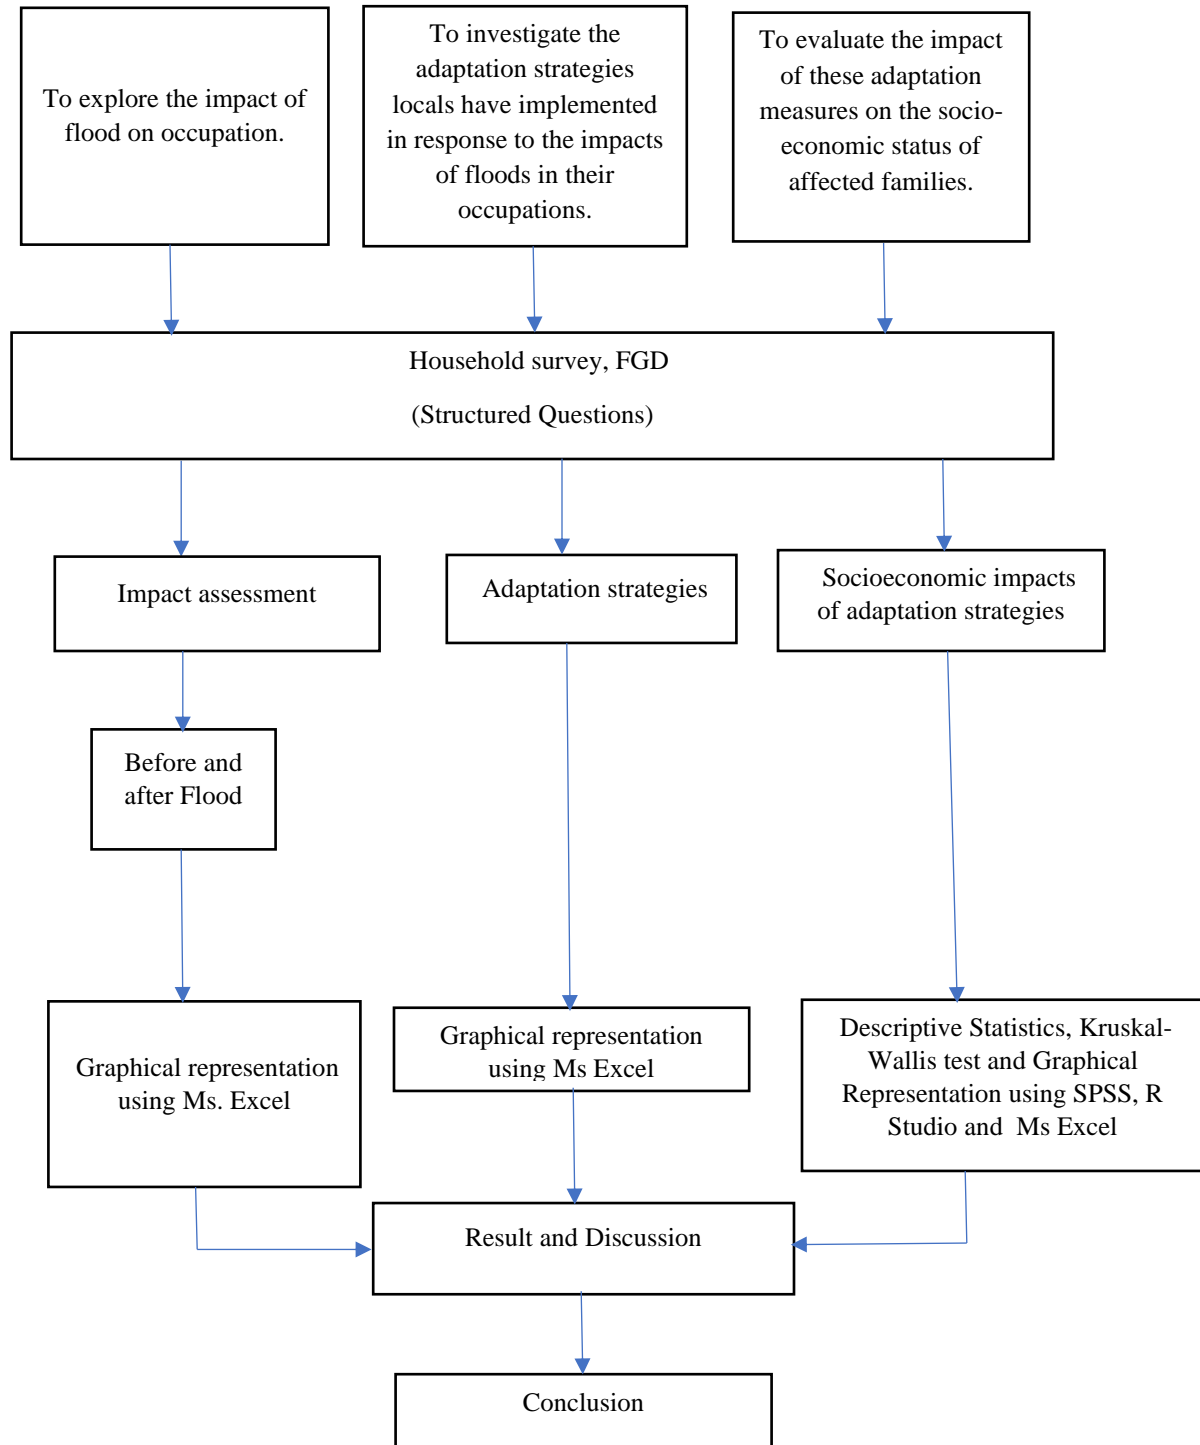 To explore the impact of
flood on occupation.
To investigate the
adaptation strategies
locals have implemented
in response to the impacts
of floods in their
occupations.
To evaluate the impact
of these adaptation
measures on the socio-
economic status of
affected families.
Household survey, FGD
(Structured Questions)
Impact assessment
Adaptation strategies
Socioeconomic impacts
of adaptation strategies
Before and
after Flood
Graphical representation
using Ms. Excel
Graphical representation
using Ms Excel
Descriptive Statistics, Kruskal-
Wallis test and Graphical
Representation using SPSS, R
Studio and Ms Excel
Result and Discussion
Conclusion